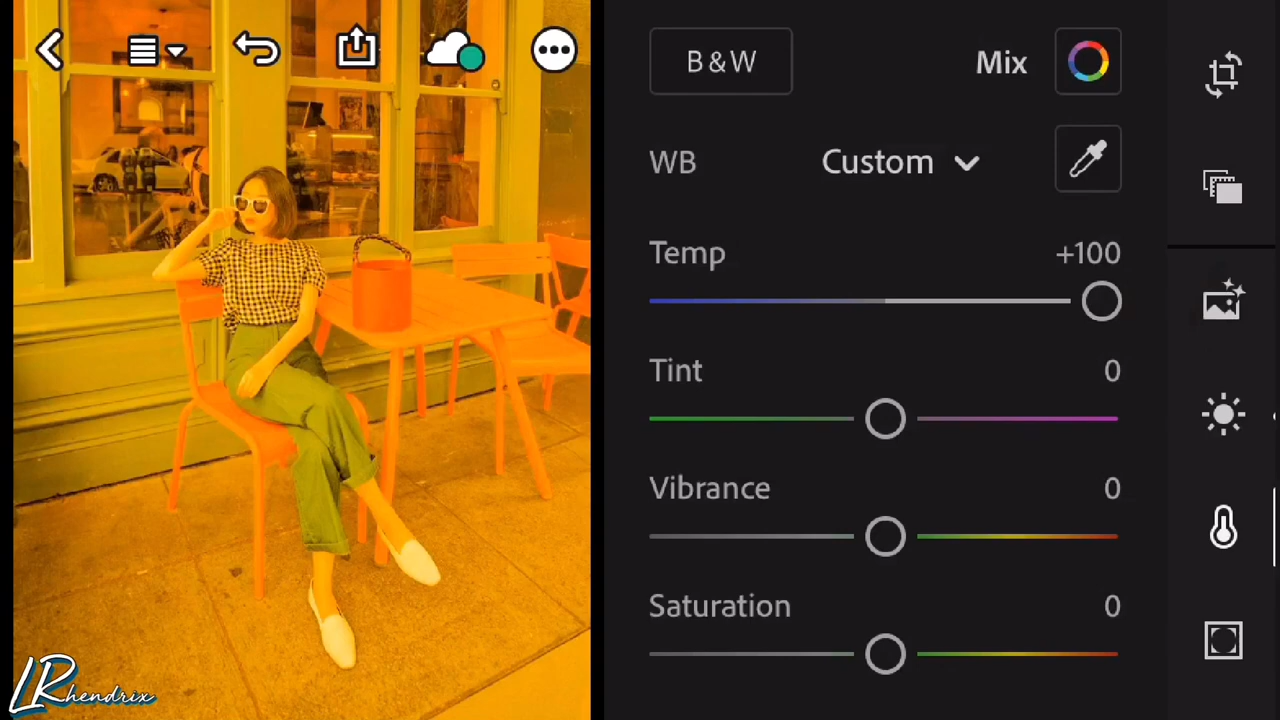 B&W
Mix
WB
Custom
Temp
+100
Tint
0
Vibrance
0
Saturation
0
LRhendrix